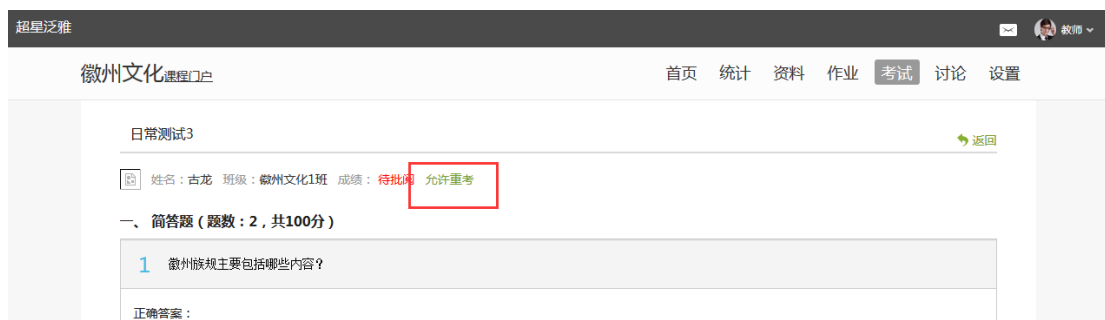 超星泛雅 教师
徽州文化课程门户 首页 统计 资料 作业 考试 讨论 设置
日常测试3 返回
姓名：古龙 班级：徽州文化1班 成绩：待批阅 允许重考
一、简答题（题数：2，共100分）
1 徽州族规主要包括哪些内容？
正确答案：